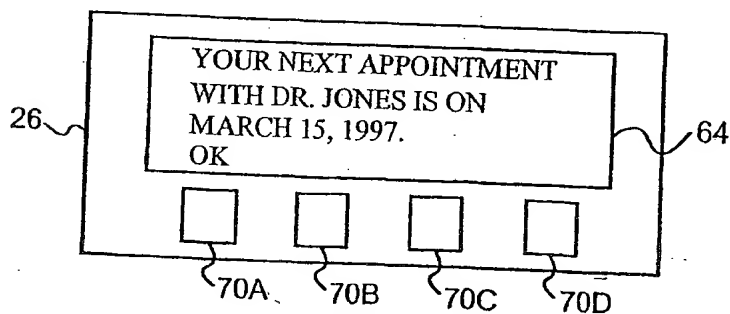 YOUR NEXT APPOINTMENT
WITH DR. JONES IS ON
MARCH 15, 1997.
OK
26
64
70A
70B
70C
70D